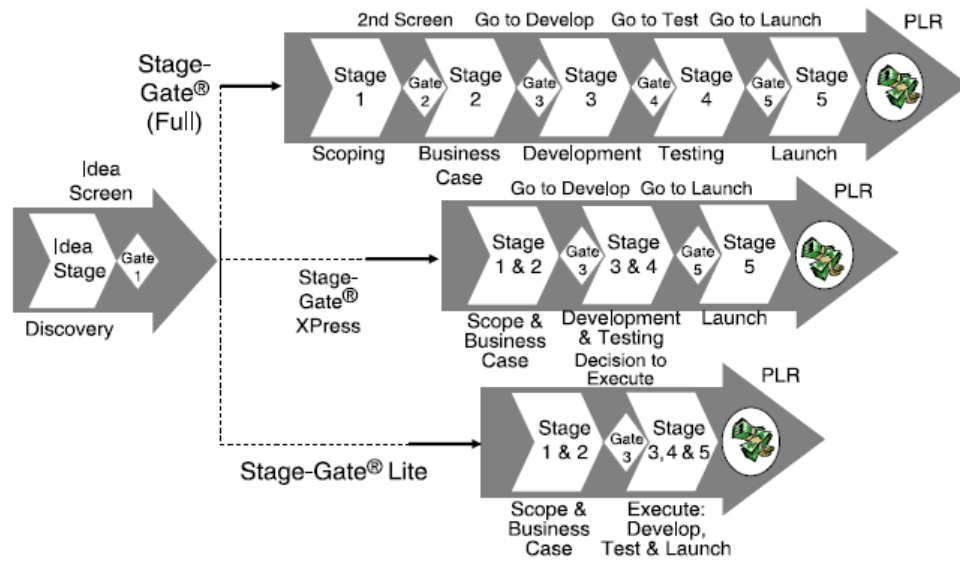 2nd Screen Go to Develop Go to Test Go to Launch
PLR
Stage-
Gate®
(Full)
Stage
1
Gate
2
Stage
2
Gate
3
Stage
3
Gate
4
Stage
4
Gate
5
Stage
5
Scoping
Business
Case
Development
Testing
Launch
Idea
Screen
Idea
Stage
Gate
1
Discovery
Go to Develop Go to Launch
PLR
Stage-
Gate®
XPress
Stage
1 & 2
Gate
3
Stage
3 & 4
Gate
5
Stage
5
Scope &
Business
Case
Development
& Testing
Launch
Decision to
Execute
PLR
Stage-Gate® Lite
Stage
1 & 2
Gate
3
Stage
3, 4 & 5
Scope &
Business
Case
Execute:
Develop,
Test & Launch